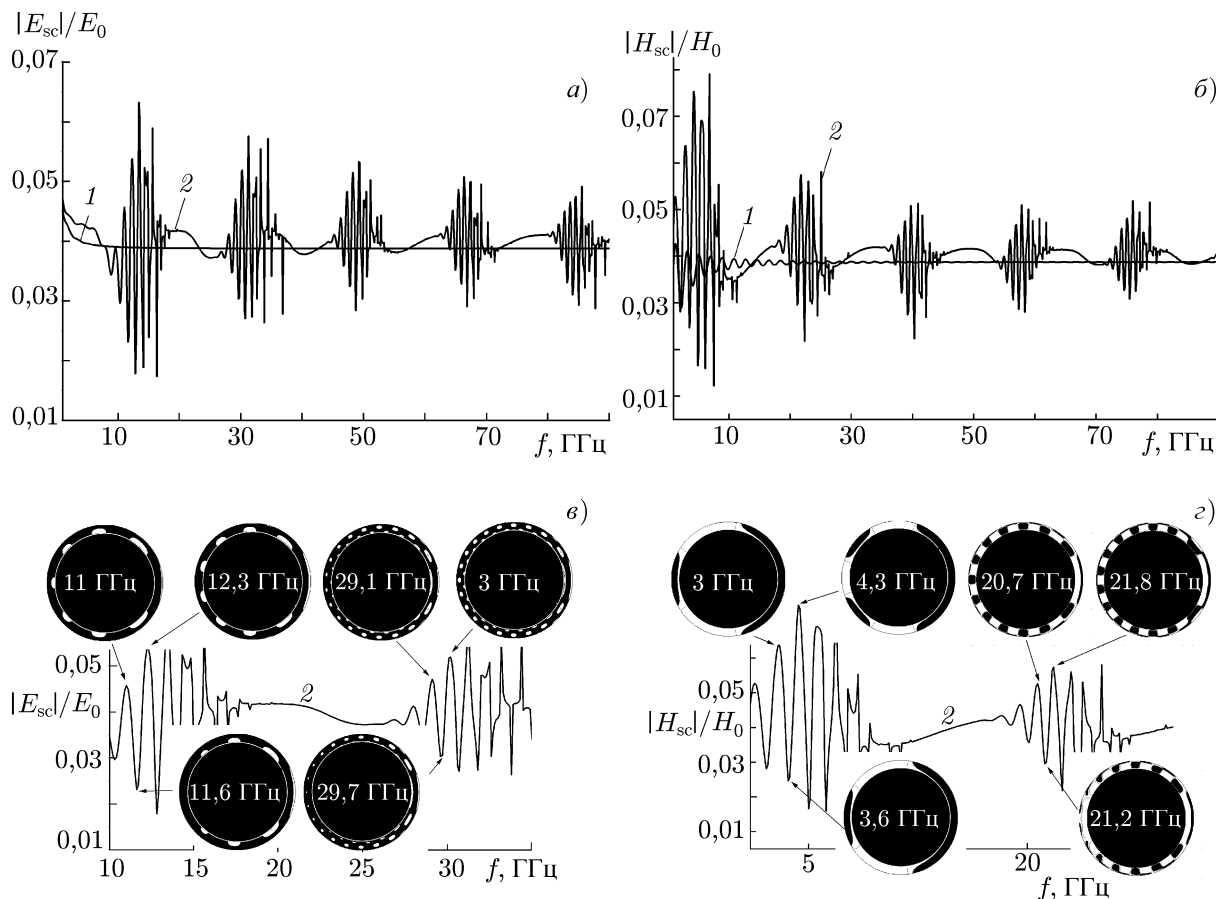 |E_sc|/E_0
0,07
0,05
0,03
0,01
1
2
а)
10 30 50 70
f, ГГц
|H_sc|/H_0
0,07
0,05
0,03
0,01
1
2
б)
10 30 50 70
f, ГГц
в)
11 ГГц
12,3 ГГц
29,1 ГГц
3 ГГц
0,05
|E_sc|/E_0
0,03
0,01
2
11,6 ГГц
29,7 ГГц
10 15 20 25 30
f, ГГц
г)
3 ГГц
4,3 ГГц
20,7 ГГц
21,8 ГГц
0,05
|H_sc|/H_0
0,03
0,01
2
3,6 ГГц
21,2 ГГц
5 20
f, ГГц